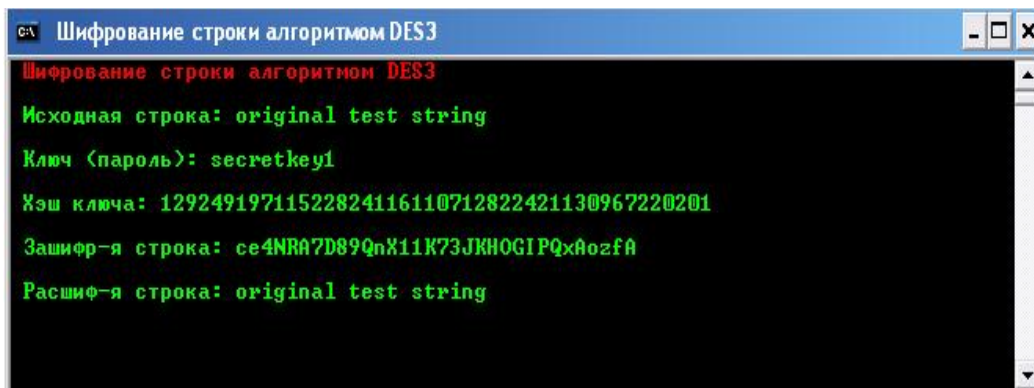 Шифрование строки алгоритмом DES3
Шифрование строки алгоритмом DES3
Исходная строка: original test string
Ключ (пароль): secretkey1
Хэш ключа: 129249197115228241161107128224211130967220201
Зашифр-я строка: ce4NRA7D89QnX11K73JKHOGIPQxAozfA
Расшиф-я строка: original test string